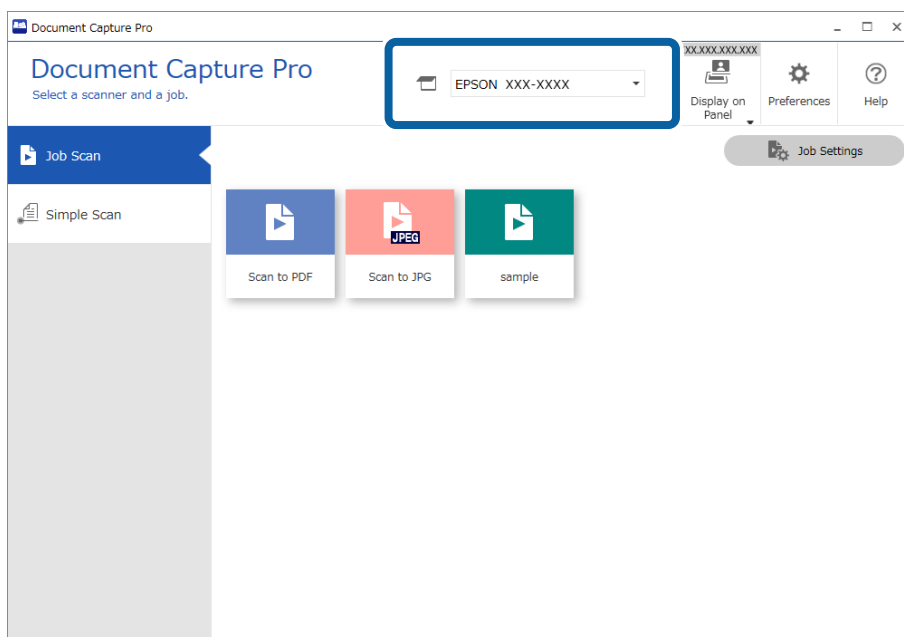 Document Capture Pro
Document Capture Pro
Select a scanner and a job.
EPSON XXX-XXXX
XX.XXX.XXX.XXX
Display on
Panel
Preferences
Help
Job Scan
Job Settings
Simple Scan
JPEG
Scan to PDF
Scan to JPG
sample